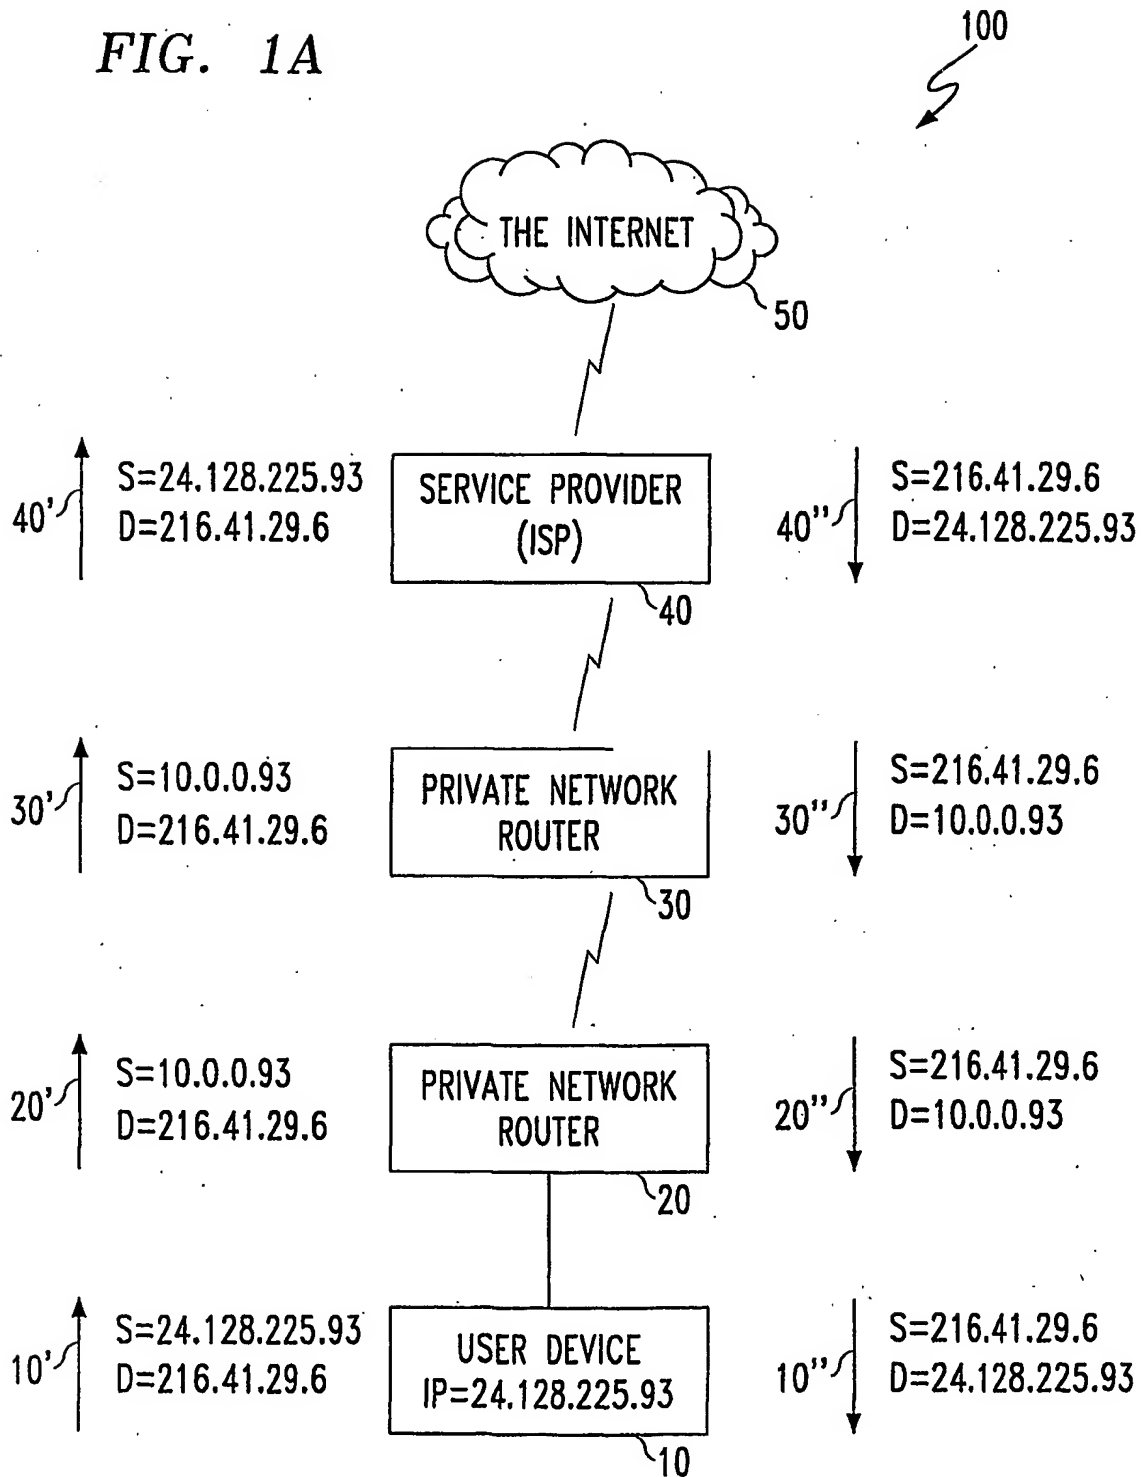 FIG. 1A
100
THE INTERNET
50
40'
S=24.128.225.93
D=216.41.29.6
SERVICE PROVIDER
(ISP)
40
40"
S=216.41.29.6
D=24.128.225.93
30'
S=10.0.0.93
D=216.41.29.6
PRIVATE NETWORK
ROUTER
30
30"
S=216.41.29.6
D=10.0.0.93
20'
S=10.0.0.93
D=216.41.29.6
PRIVATE NETWORK
ROUTER
20
20"
S=216.41.29.6
D=10.0.0.93
10'
S=24.128.225.93
D=216.41.29.6
USER DEVICE
IP=24.128.225.93
10
10"
S=216.41.29.6
D=24.128.225.93